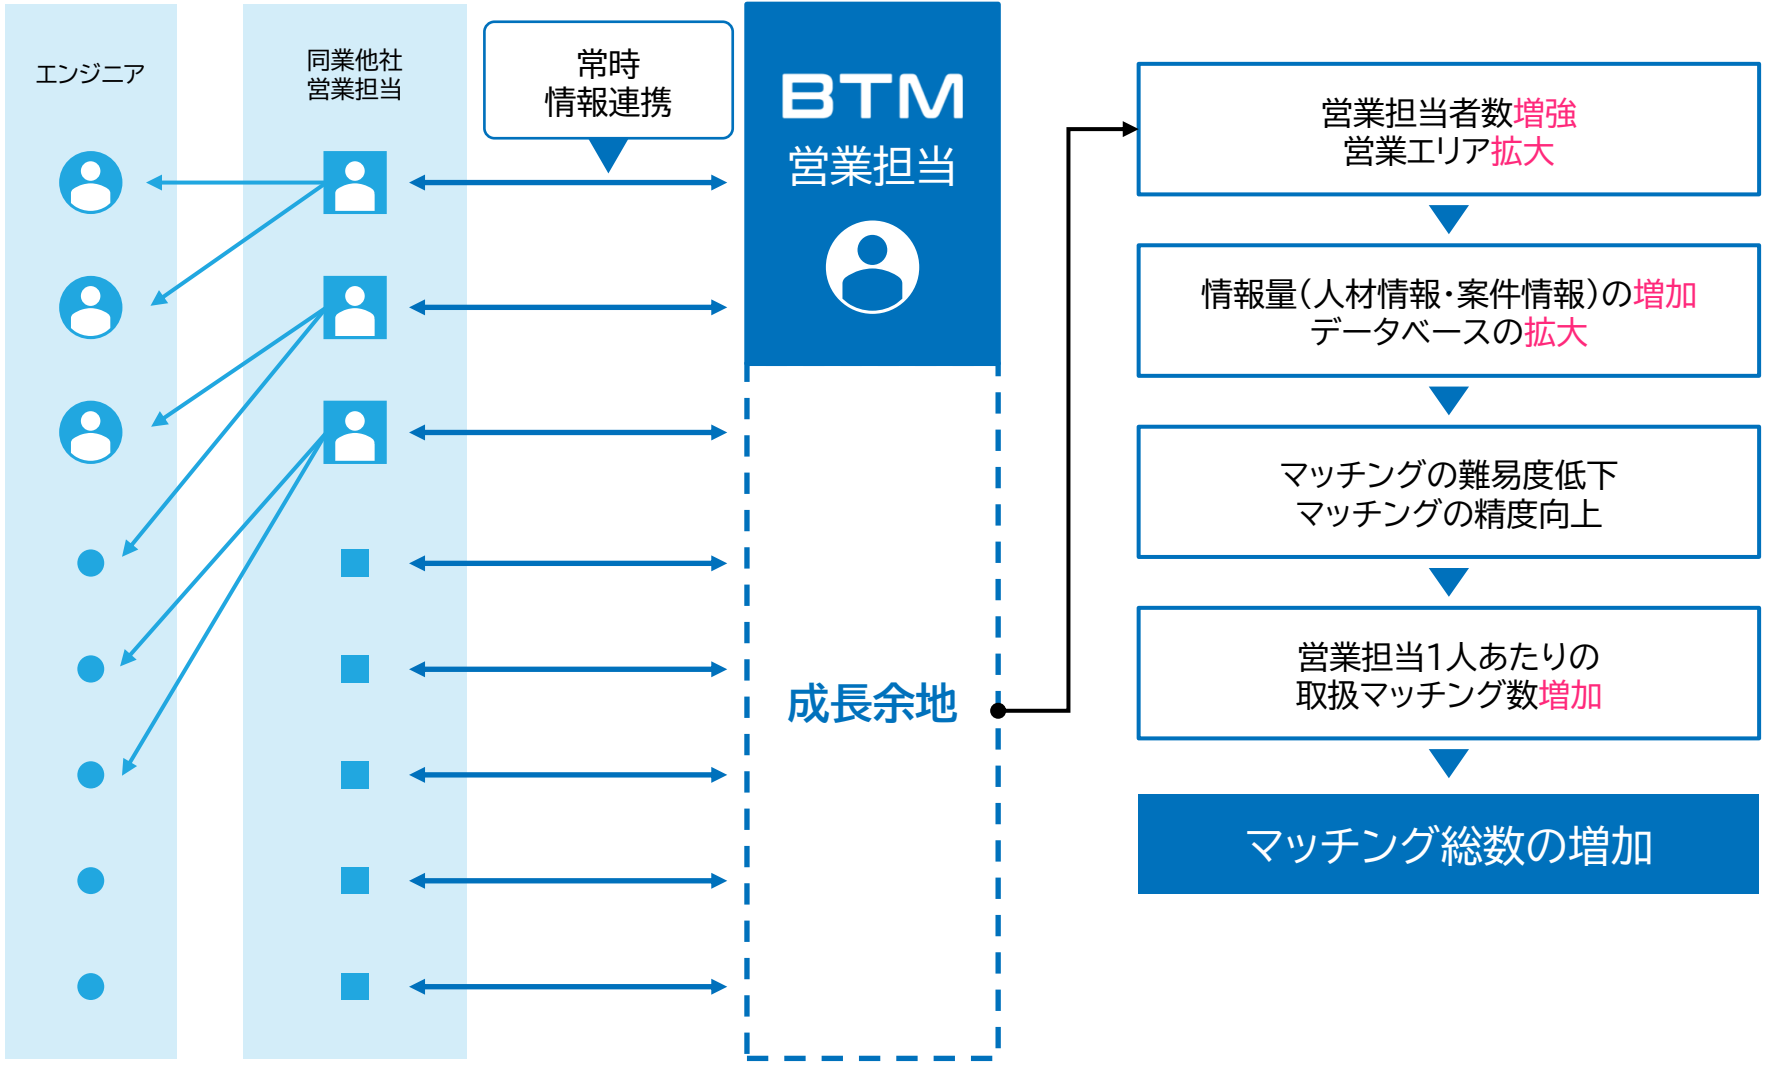 エンジニア
同業他社
営業担当
常時
情報連携
BTM
営業担当
成長余地
営業担当者数増強
営業エリア拡大
情報量(人材情報・案件情報)の増加
データベースの拡大
マッチングの難易度低下
マッチングの精度向上
営業担当1人あたりの
取扱マッチング数増加
マッチング総数の増加